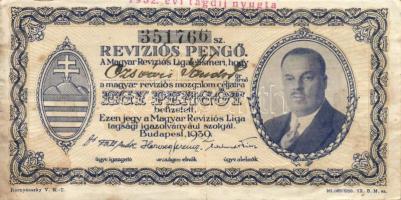 1932. évi tagdíj nyugta
351766 sz.
REVIZIÓS PENGŐ.
A Magyar Reviziós Liga elismeri, hogy
a magyar reviziós mozgalom céljaira
EGY PENGŐT
befizetett.
Ezen jegy a Magyar Reviziós Liga
tagsági igazolványául szolgál.
Budapest, 1930.
ügyv. igazgató országos elnök ügyv. alelnök